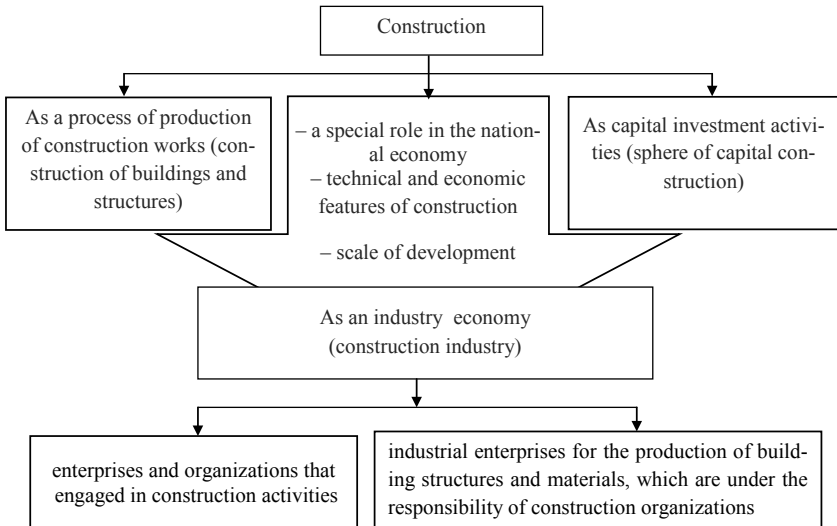 Construction
As a process of production
of construction works (con-
struction of buildings and
structures)
– a special role in the nation-
al economy
– technical and economic
features of construction
– scale of development
As capital investment activi-
ties (sphere of capital con-
struction)
As an industry economy
(construction industry)
enterprises and organizations that
engaged in construction activities
industrial enterprises for the production of build-
ing structures and materials, which are under the
responsibility of construction organizations